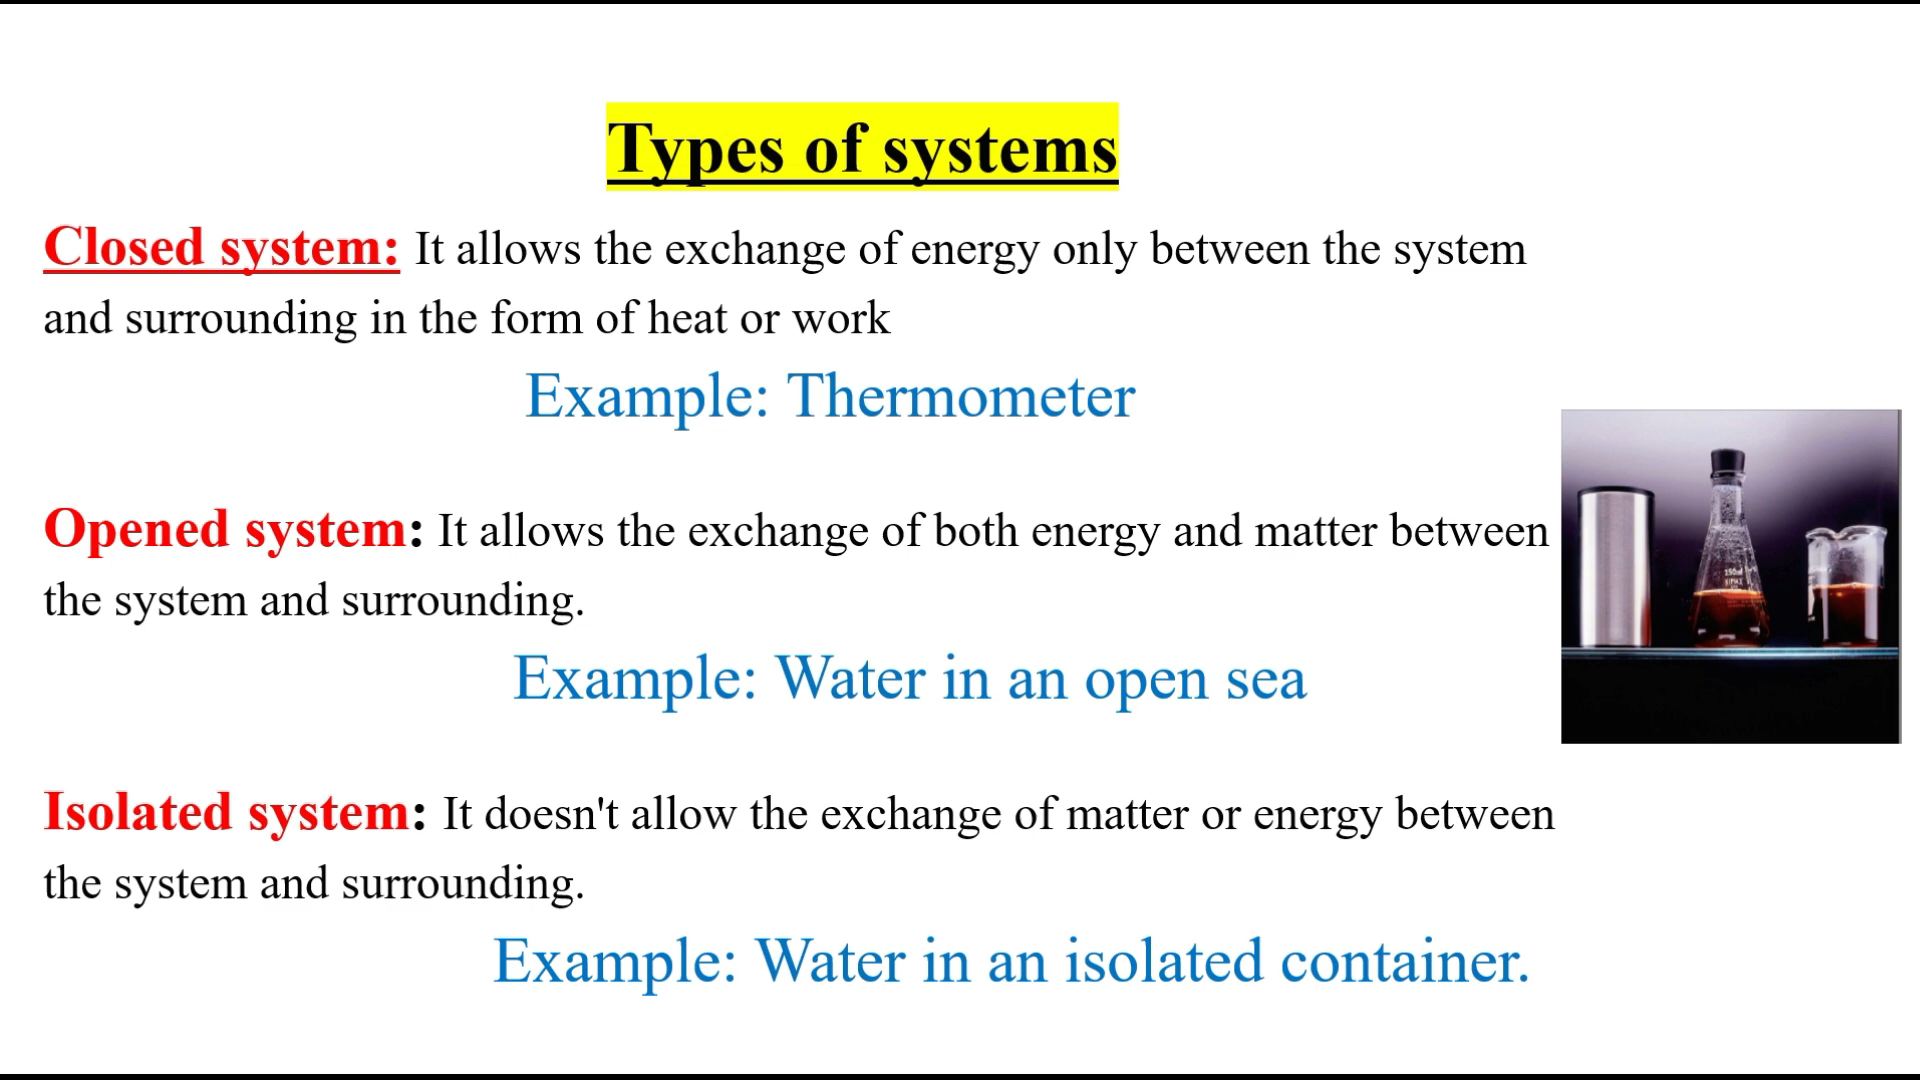 Types of systems
Closed system: It allows the exchange of energy only between the system
and surrounding in the form of heat or work
Example: Thermometer
Opened system: It allows the exchange of both energy and matter between
the system and surrounding.
Example: Water in an open sea
Isolated system: It doesn't allow the exchange of matter or energy between
the system and surrounding.
Example: Water in an isolated container.